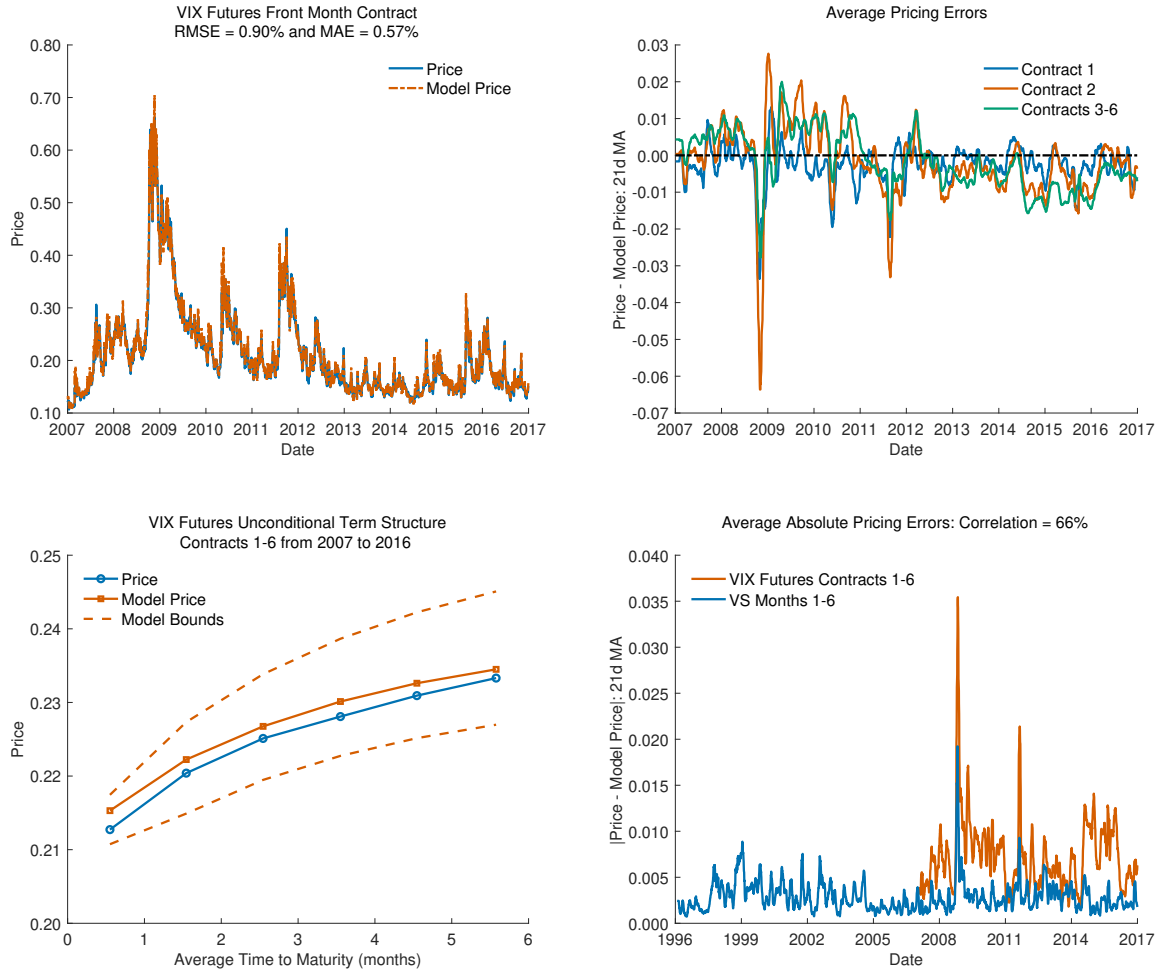 VIX Futures Front Month Contract
RMSE = 0.90% and MAE = 0.57%
Price
Model Price
0.80
0.70
0.60
0.50
0.40
0.30
0.20
0.10
Price
2007 2008 2009 2010 2011 2012 2013 2014 2015 2016 2017
Date
Average Pricing Errors
Contract 1
Contract 2
Contracts 3-6
0.03
0.02
0.01
0.00
-0.01
-0.02
-0.03
-0.04
-0.05
-0.06
-0.07
Price - Model Price: 21d MA
2007 2008 2009 2010 2011 2012 2013 2014 2015 2016 2017
Date
VIX Futures Unconditional Term Structure
Contracts 1-6 from 2007 to 2016
Price
Model Price
Model Bounds
0.25
0.24
0.23
0.22
0.21
0.20
Price
0 1 2 3 4 5 6
Average Time to Maturity (months)
Average Absolute Pricing Errors: Correlation = 66%
VIX Futures Contracts 1-6
VS Months 1-6
0.040
0.035
0.030
0.025
0.020
0.015
0.010
0.005
0.000
|Price - Model Price|: 21d MA
1996 1999 2002 2005 2008 2011 2014 2017
Date